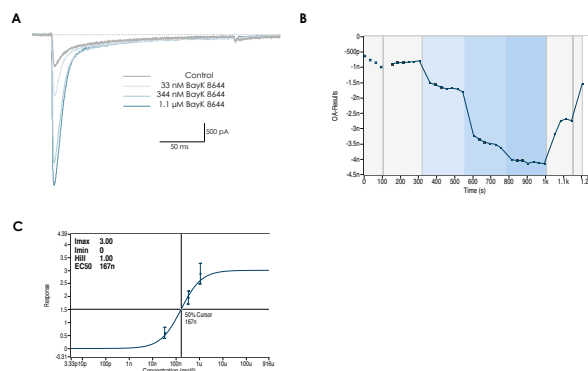 A
Control
33 nM BayK 8644
344 nM BayK 8644
1.1 µM BayK 8644
500 pA
50 ms
B
0
-500p
-1n
-1.5n
-2n
-2.5n
-3n
-3.5n
-4n
-4.5n
OA-Results
0 100 200 300 400 500 600 700 800 900 1k 1.1k 1.2
Time (s)
C
4.39
4
3.5
3
2.5
2
1.5
1
0.5
0
-0.31
Response
Imax 3.00
Imin 0
Hill 1.00
EC50 167n
50% Cursor
167n
3.33p10p 100p 1n 10n 100n 1u 10u 100u 916u